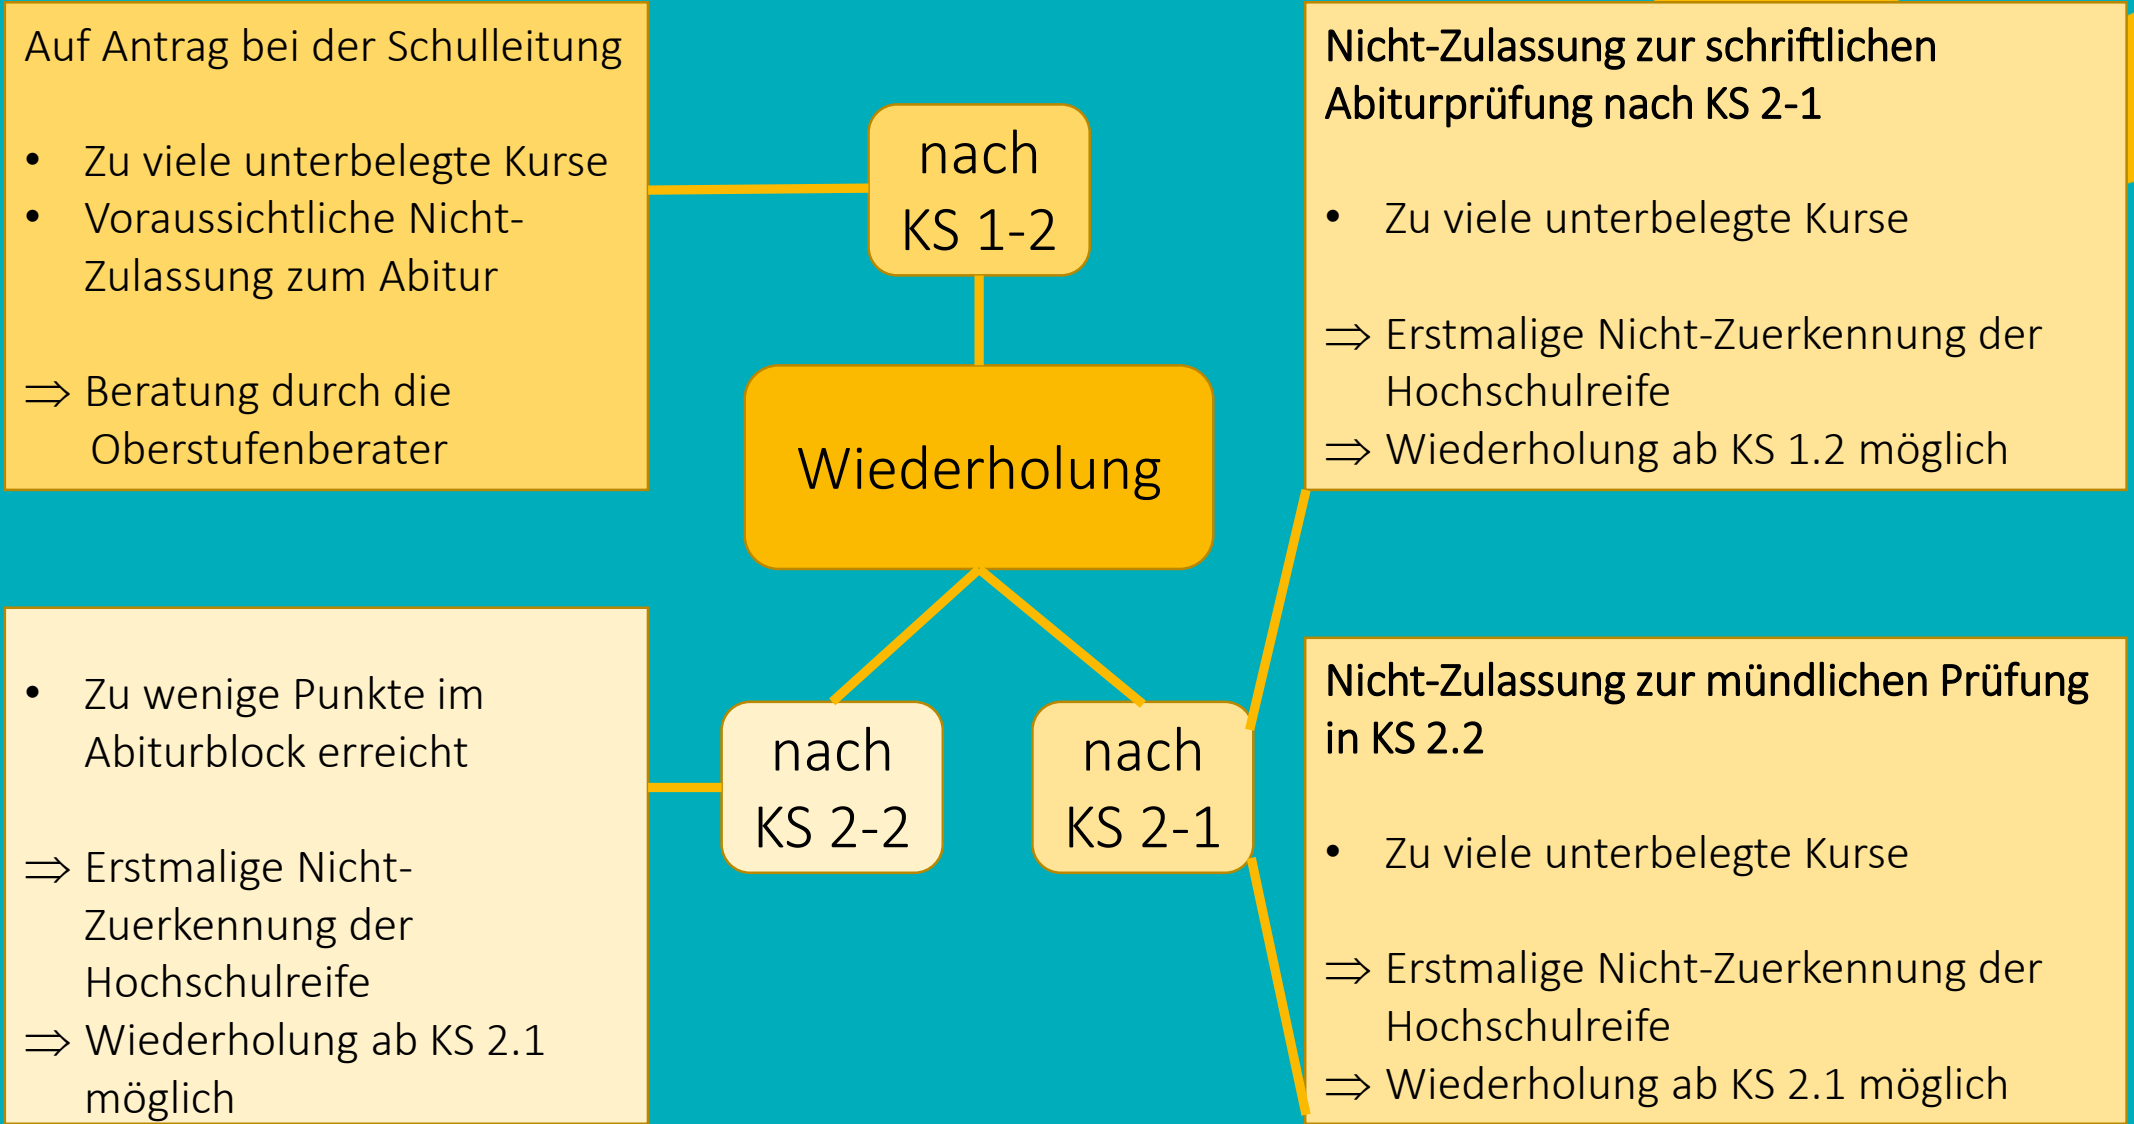 Auf Antrag bei der Schulleitung
• Zu viele unterbelegte Kurse
• Voraussichtliche Nicht-
Zulassung zum Abitur
⇒ Beratung durch die
Oberstufenberater
nach
KS 1-2
Nicht-Zulassung zur schriftlichen
Abiturprüfung nach KS 2-1
• Zu viele unterbelegte Kurse
⇒ Erstmalige Nicht-Zuerkennung der
Hochschulreife
⇒ Wiederholung ab KS 1.2 möglich
Wiederholung
• Zu wenige Punkte im
Abiturblock erreicht
⇒ Erstmalige Nicht-
Zuerkennung der
Hochschulreife
⇒ Wiederholung ab KS 2.1
möglich
nach
KS 2-2
nach
KS 2-1
Nicht-Zulassung zur mündlichen Prüfung
in KS 2.2
• Zu viele unterbelegte Kurse
⇒ Erstmalige Nicht-Zuerkennung der
Hochschulreife
⇒ Wiederholung ab KS 2.1 möglich